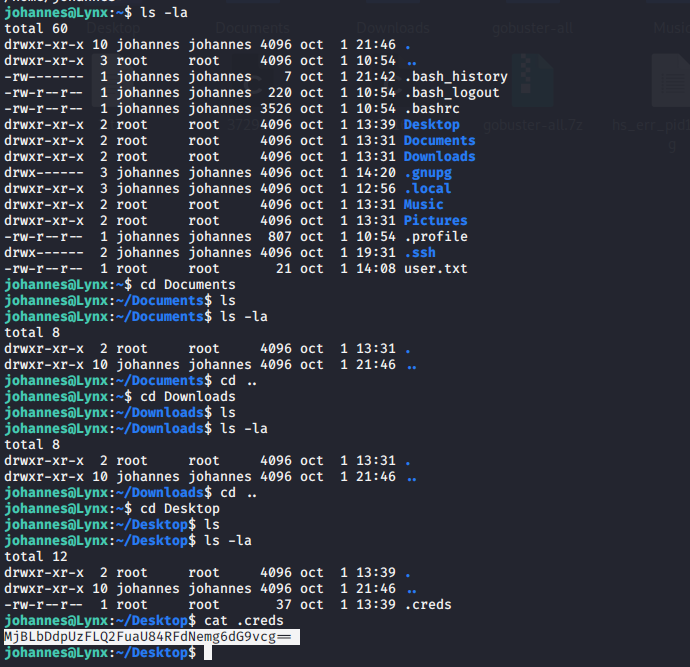 johannes@Lynx:~$ ls -la
total 60
drwxr-xr-x 10 johannes johannes 4096 oct  1 21:46 .
drwxr-xr-x  3 root     root     4096 oct  1 10:54 ..
-rw-------  1 johannes johannes    7 oct  1 21:42 .bash_history
-rw-r--r--  1 johannes johannes  220 oct  1 10:54 .bash_logout
-rw-r--r--  1 johannes johannes 3526 oct  1 10:54 .bashrc
drwxr-xr-x  2 root     root     4096 oct  1 13:39 Desktop
drwxr-xr-x  2 root     root     4096 oct  1 13:31 Documents
drwxr-xr-x  2 root     root     4096 oct  1 13:31 Downloads
drwx------  3 johannes johannes 4096 oct  1 14:20 .gnupg
drwxr-xr-x  3 johannes johannes 4096 oct  1 12:56 .local
drwxr-xr-x  2 root     root     4096 oct  1 13:31 Music
drwxr-xr-x  2 root     root     4096 oct  1 13:31 Pictures
-rw-r--r--  1 johannes johannes  807 oct  1 10:54 .profile
drwx------  2 johannes johannes 4096 oct  1 19:31 .ssh
-rw-r--r--  1 root     root       21 oct  1 14:08 user.txt
johannes@Lynx:~$ cd Documents
johannes@Lynx:~/Documents$ ls
johannes@Lynx:~/Documents$ ls -la
total 8
drwxr-xr-x  2 root     root     4096 oct  1 13:31 .
drwxr-xr-x 10 johannes johannes 4096 oct  1 21:46 ..
johannes@Lynx:~/Documents$ cd ..
johannes@Lynx:~$ cd Downloads
johannes@Lynx:~/Downloads$ ls
johannes@Lynx:~/Downloads$ ls -la
total 8
drwxr-xr-x  2 root     root     4096 oct  1 13:31 .
drwxr-xr-x 10 johannes johannes 4096 oct  1 21:46 ..
johannes@Lynx:~/Downloads$ cd ..
johannes@Lynx:~$ cd Desktop
johannes@Lynx:~/Desktop$ ls
johannes@Lynx:~/Desktop$ ls -la
total 12
drwxr-xr-x  2 root     root     4096 oct  1 13:39 .
drwxr-xr-x 10 johannes johannes 4096 oct  1 21:46 ..
-rw-r--r--  1 root     root       37 oct  1 13:39 .creds
johannes@Lynx:~/Desktop$ cat .creds
MjBLbDdpUzFLQ2FuaU84RFdNemg6dG9vcg==
johannes@Lynx:~/Desktop$